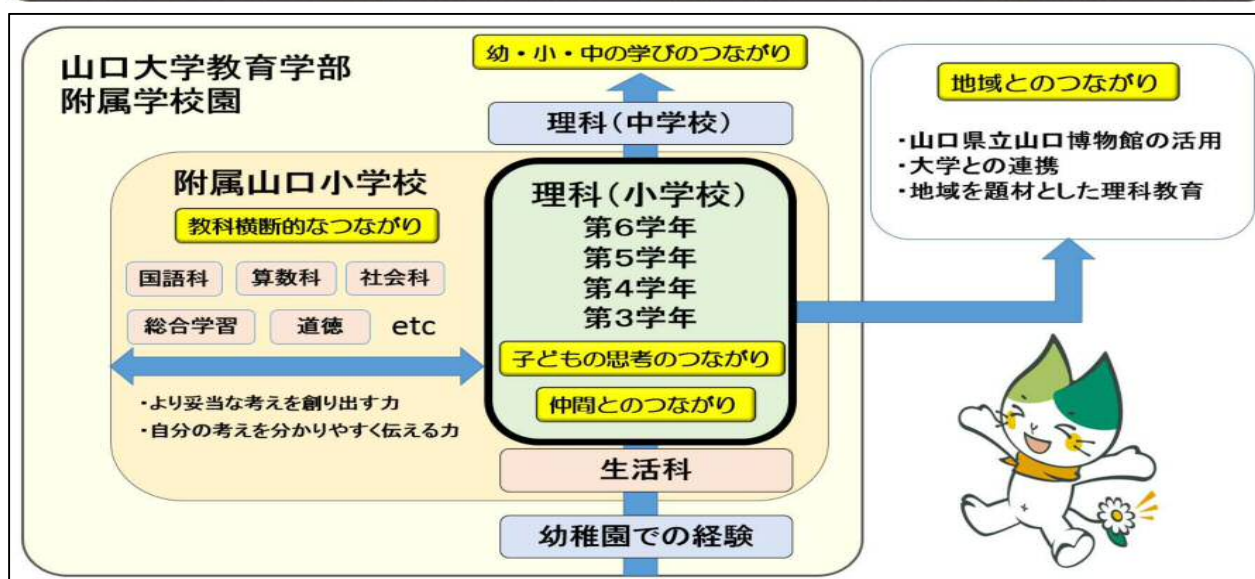 山口大学教育学部
附属学校園
幼・小・中の学びのつながり
理科(中学校)
附属山口小学校
教科横断的なつながり
国語科 算数科 社会科
総合学習 道徳 etc
・より妥当な考えを創り出す力
・自分の考えを分かりやすく伝える力
理科(小学校)
第6学年
第5学年
第4学年
第3学年
子どもの思考のつながり
仲間とのつながり
生活科
幼稚園での経験
地域とのつながり
・山口県立山口博物館の活用
・大学との連携
・地域を題材とした理科教育